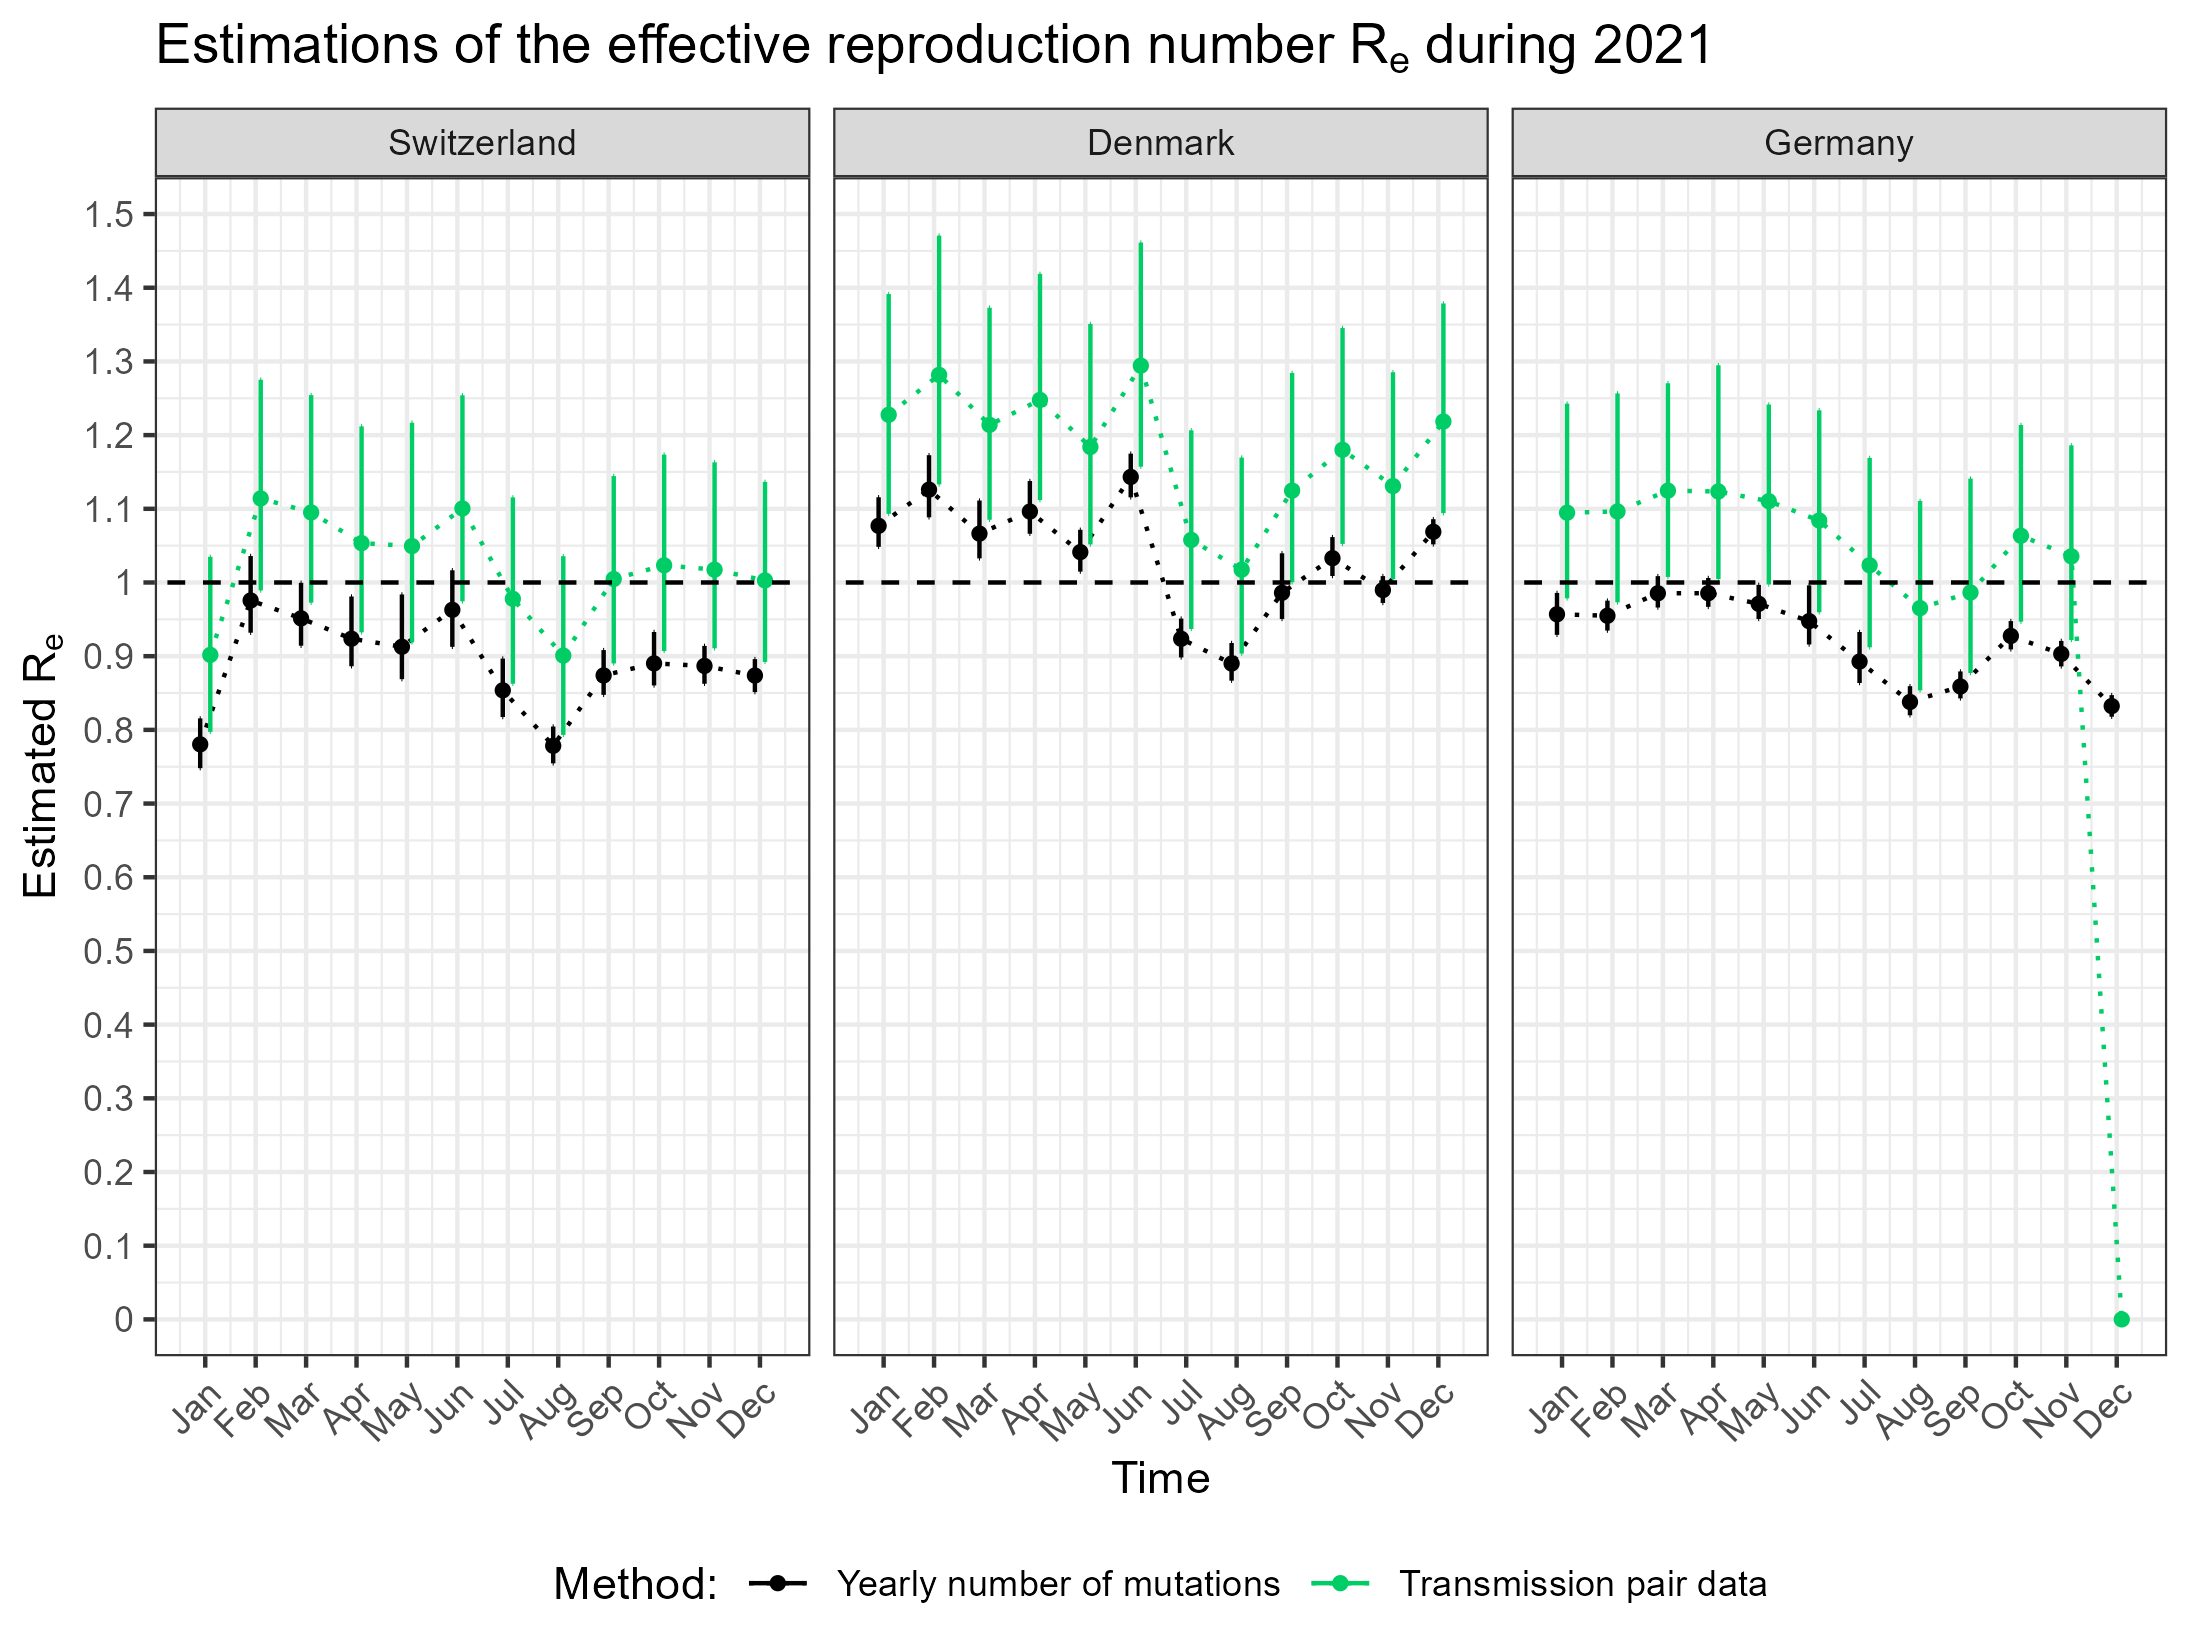 Estimations of the effective reproduction number Re during 2021
Switzerland
Denmark
Germany
Estimated Re
1.5
1.4
1.3
1.2
1.1
1
0.9
0.8
0.7
0.6
0.5
0.4
0.3
0.2
0.1
0
Jan Feb Mar Apr May Jun Jul Aug Sep Oct Nov Dec
Jan Feb Mar Apr May Jun Jul Aug Sep Oct Nov Dec
Jan Feb Mar Apr May Jun Jul Aug Sep Oct Nov Dec
Time
Method: Yearly number of mutations Transmission pair data